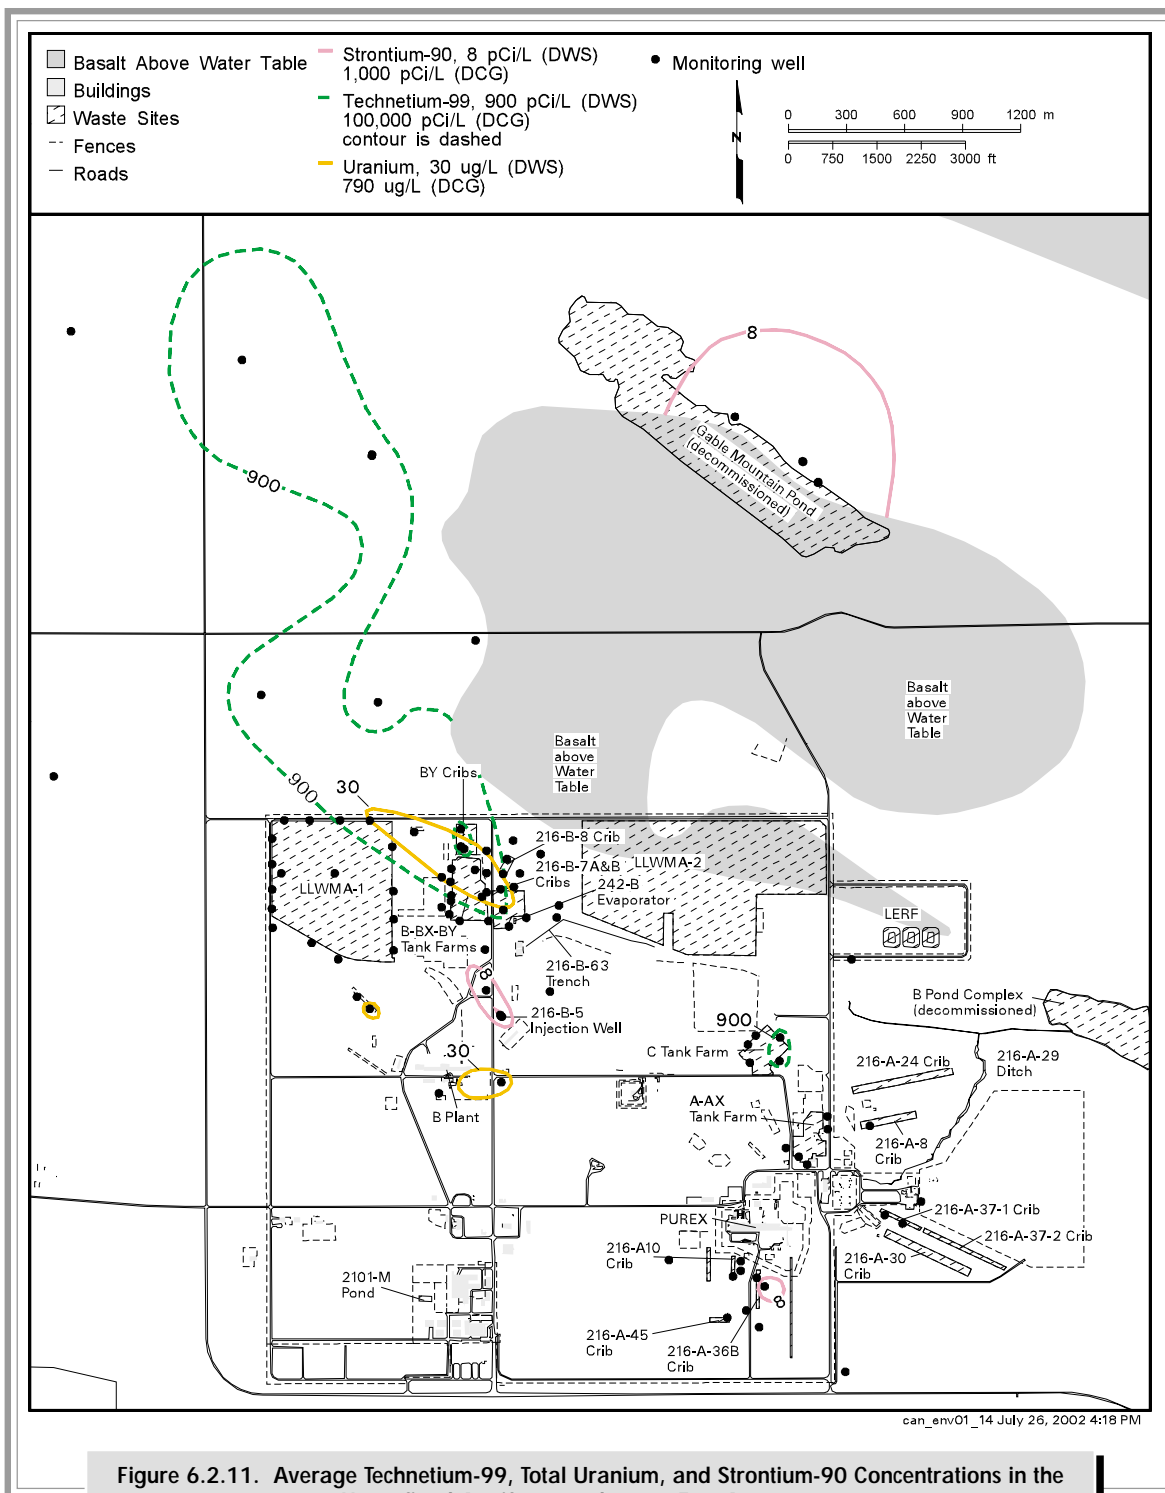 Basalt Above Water Table
Buildings
Waste Sites
Fences
Roads
Strontium-90, 8 pCi/L (DWS)
1,000 pCi/L (DCG)
Technetium-99, 900 pCi/L (DWS)
100,000 pCi/L (DCG)
contour is dashed
Uranium, 30 ug/L (DWS)
790 ug/L (DCG)
Monitoring well
N
0 300 600 900 1200 m
0 750 1500 2250 3000 ft
8
Gable Mountain Pond
(decommissioned)
900
Basalt
above
Water
Table
Basalt
above
Water
Table
BY Cribs
30
900
216-B-8 Crib
216-B-7A&B
Cribs
LLWMA-2
242-B
Evaporator
LLWMA-1
B-BX-BY
Tank Farms
LERF
216-B-63
Trench
8
B Pond Complex
(decommissioned)
216-B-5
Injection Well
900
C Tank Farm
30
216-A-24 Crib
216-A-29
Ditch
B Plant
A-AX
Tank Farm
216-A-8
Crib
216-A-37-1 Crib
PUREX
216-A-37-2 Crib
216-A10
Crib
216-A-30
Crib
2101-M
Pond
8
216-A-45
Crib
216-A-36B
Crib
can_env01_14 July 26, 2002 4:18 PM
Figure 6.2.11. Average Technetium-99, Total Uranium, and Strontium-90 Concentrations in the